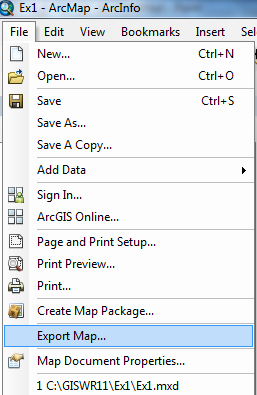 Ex1 - ArcMap - ArcInfo
File Edit View Bookmarks Insert Sel
New... Ctrl+N
Open... Ctrl+O
Save Ctrl+S
Save As...
Save A Copy...
Add Data
Sign In...
ArcGIS Online...
Page and Print Setup...
Print Preview...
Print...
Create Map Package...
Export Map...
Map Document Properties...
1 C:\GISWR11\Ex1\Ex1.mxd